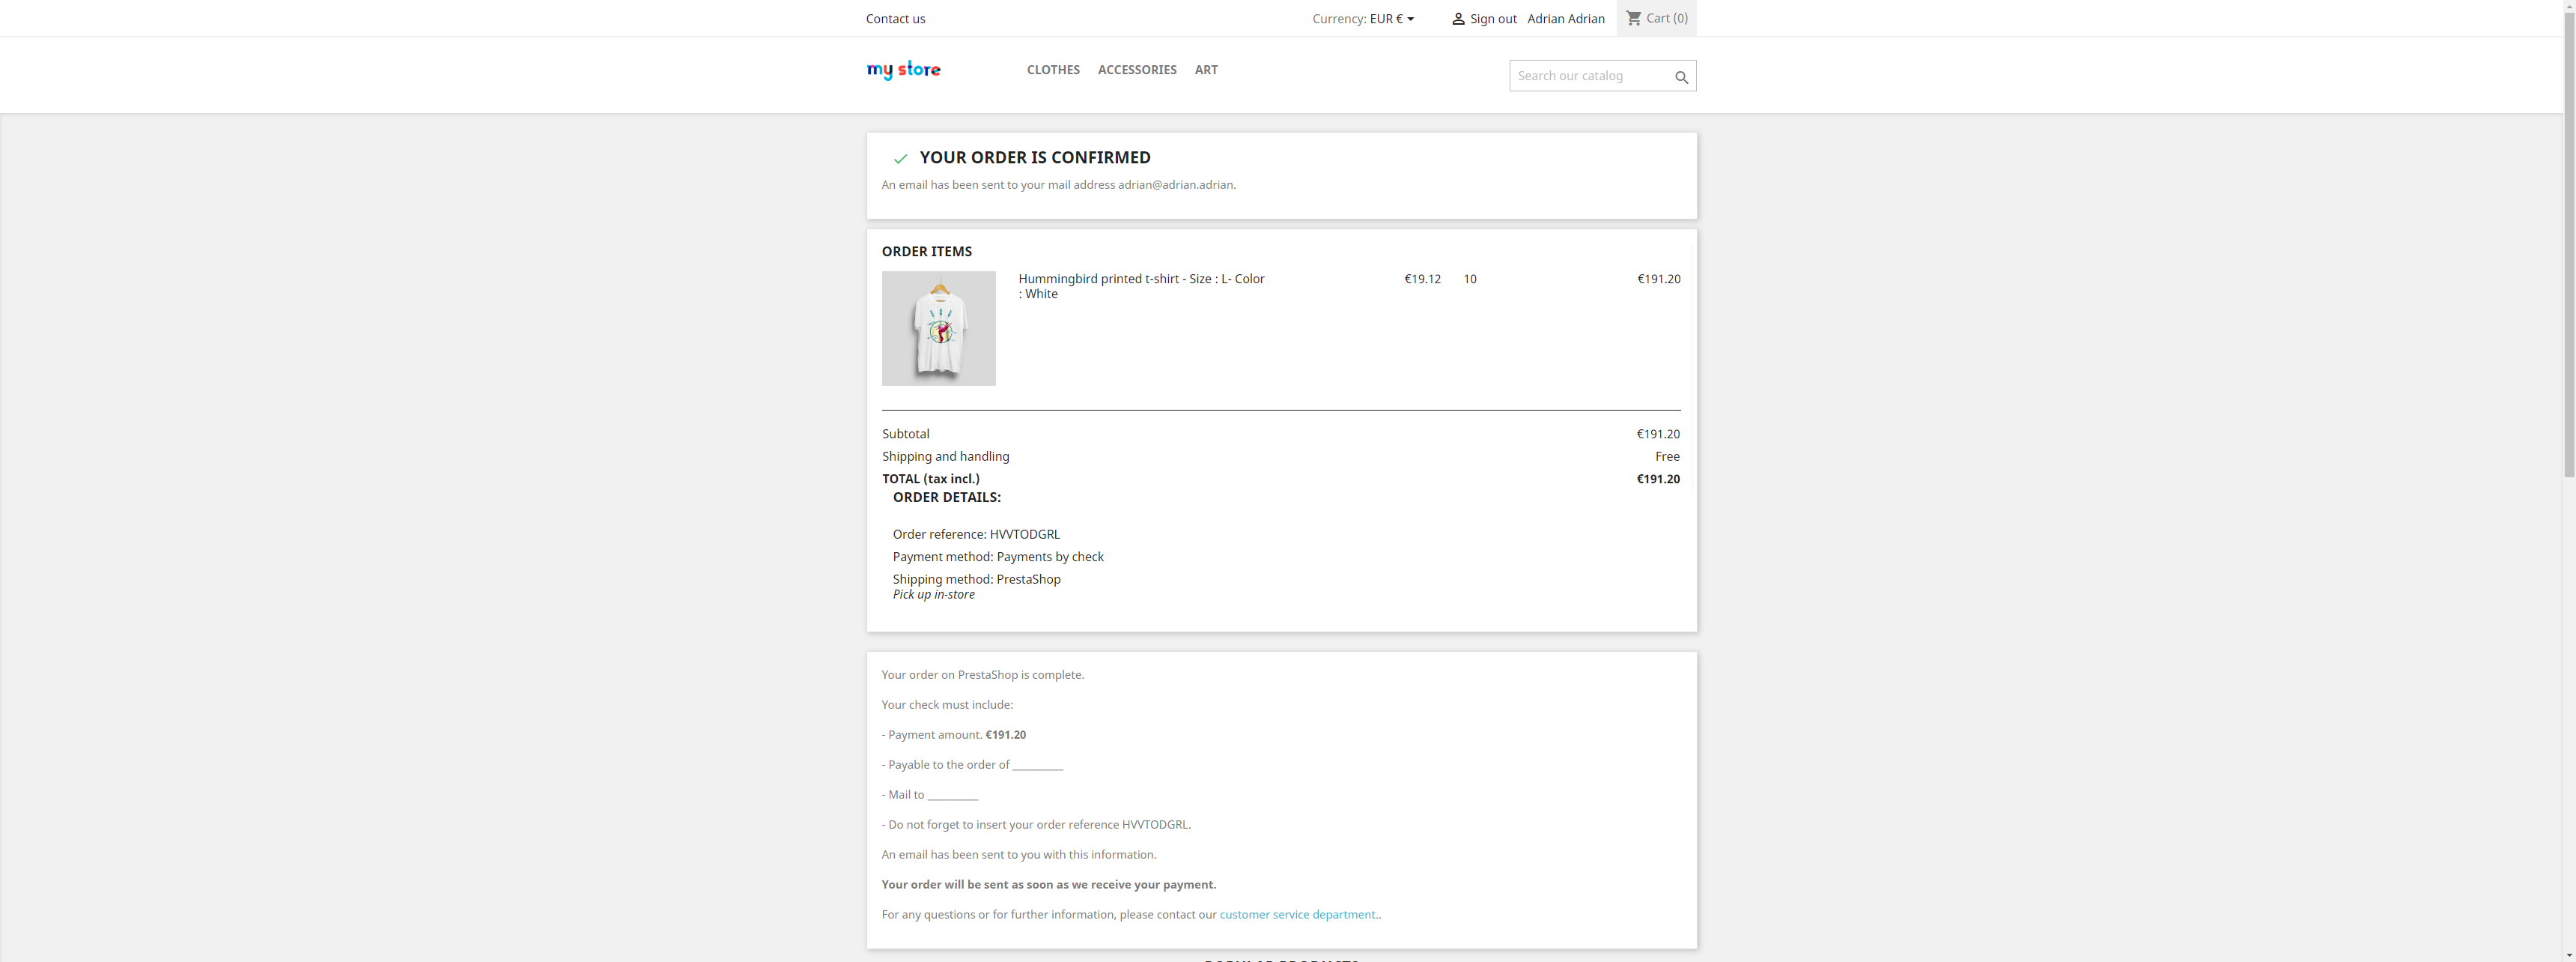 Contact us
Currency: EUR €
Sign out
Adrian Adrian
Cart (0)
my store
CLOTHES
ACCESSORIES
ART
Search our catalog
YOUR ORDER IS CONFIRMED
An email has been sent to your mail address adrian@adrian.adrian.
ORDER ITEMS
Hummingbird printed t-shirt - Size : L- Color
: White
€19.12
10
€191.20
Subtotal
€191.20
Shipping and handling
Free
TOTAL (tax incl.)
€191.20
ORDER DETAILS:
Order reference: HVVTODGRL
Payment method: Payments by check
Shipping method: PrestaShop
Pick up in-store
Your order on PrestaShop is complete.
Your check must include:
- Payment amount. €191.20
- Payable to the order of __________
- Mail to __________
- Do not forget to insert your order reference HVVTODGRL.
An email has been sent to you with this information.
Your order will be sent as soon as we receive your payment.
For any questions or for further information, please contact our customer service department..